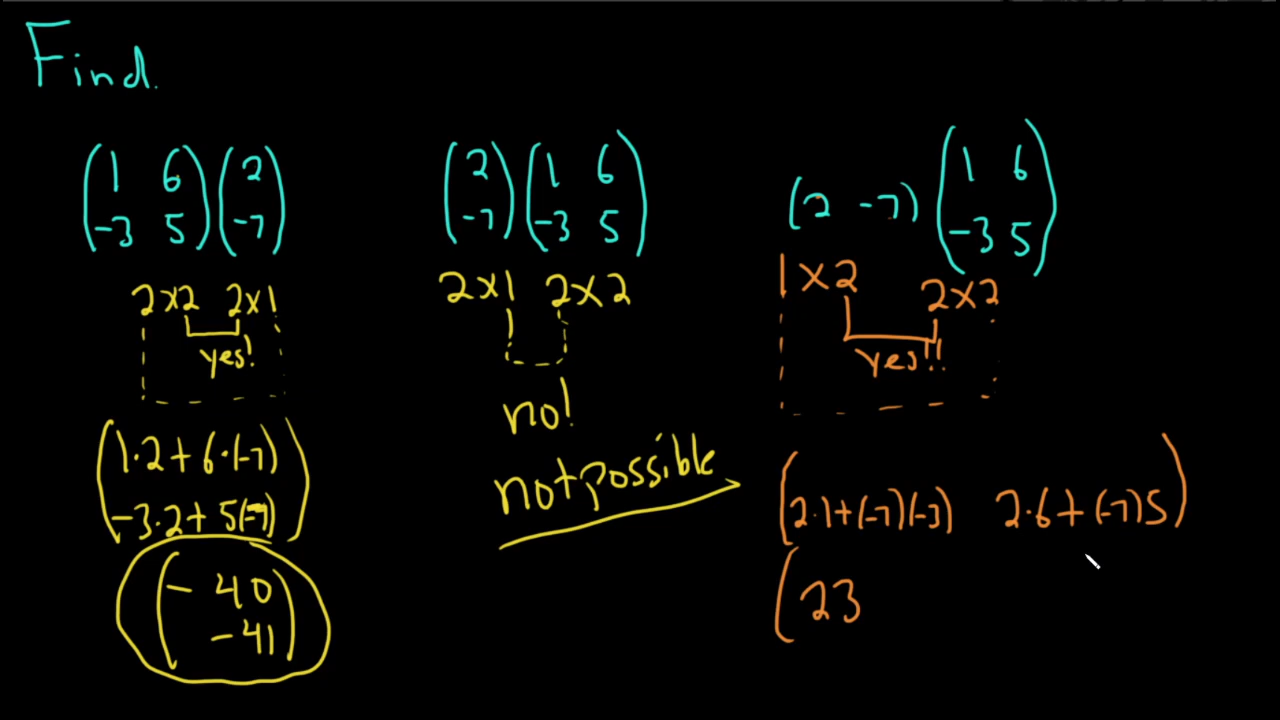 Find.
(1 6
-3 5)(2
-7)
2x2 2x1
yes!
(1·2+6·(-7)
-3·2+5(-7))
(-40
-41)
(2
-7)(1 6
-3 5)
2x1 2x2
no!
not possible
(2 -7)(1 6
-3 5)
1x2 2x2
yes!!
(2·1+(-7)(-3) 2·6+(-7)5)
(23